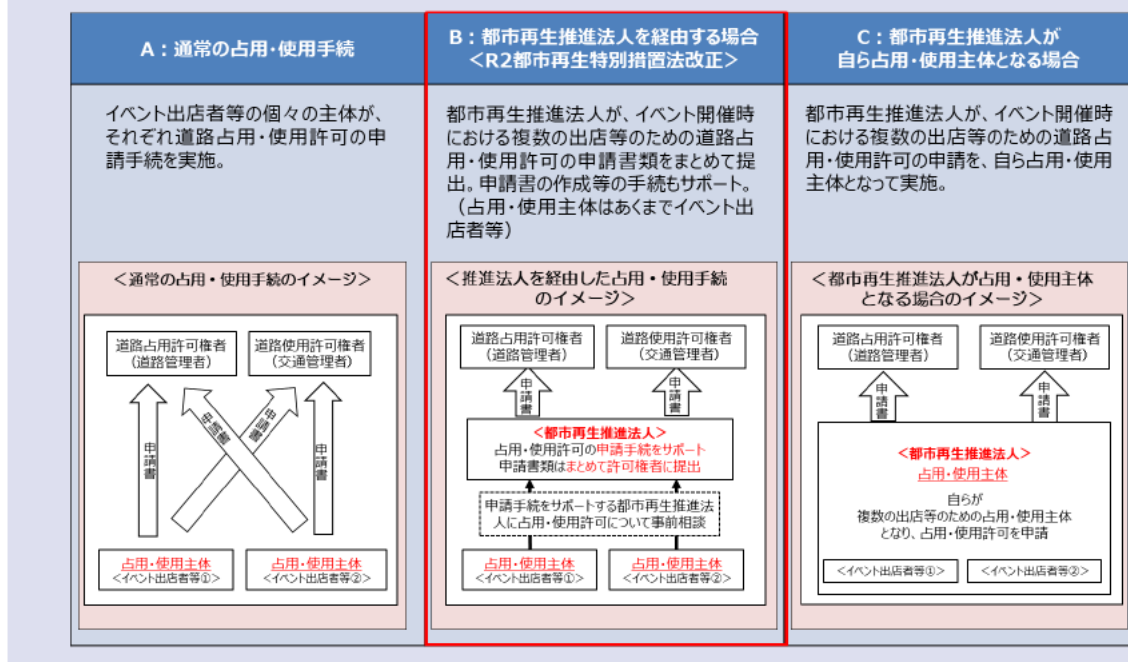 A：通常の占用・使用手続
B：都市再生推進法人を経由する場合
＜R2都市再生特別措置法改正＞
C：都市再生推進法人が
自ら占用・使用主体となる場合
イベント出店者等の個々の主体が、
それぞれ道路占用・使用許可の申
請手続を実施。
都市再生推進法人が、イベント開催時
における複数の出店等のための道路占
用・使用許可の申請書類をまとめて提
出。申請書の作成等の手続もサポート。
（占用・使用主体はあくまでイベント出
店者等）
都市再生推進法人が、イベント開催時
における複数の出店等のための道路占
用・使用許可の申請を、自ら占用・使用
主体となって実施。
＜通常の占用・使用手続のイメージ＞
道路占用許可権者
（道路管理者）
道路使用許可権者
（交通管理者）
申請書
申請書
申請書
申請書
占用・使用主体
＜イベント出店者等①＞
占用・使用主体
＜イベント出店者等②＞
＜推進法人を経由した占用・使用手続
のイメージ＞
道路占用許可権者
（道路管理者）
道路使用許可権者
（交通管理者）
申請書
申請書
＜都市再生推進法人＞
占用・使用許可の申請手続をサポート
申請書類はまとめて許可権者に提出
申請手続をサポートする都市再生推進法
人に占用・使用許可について事前相談
占用・使用主体
＜イベント出店者等①＞
占用・使用主体
＜イベント出店者等②＞
＜都市再生推進法人が占用・使用主体
となる場合のイメージ＞
道路占用許可権者
（道路管理者）
道路使用許可権者
（交通管理者）
申請書
申請書
＜都市再生推進法人＞
占用・使用主体
自らが
複数の出店等のための占用・使用主体
となり、占用・使用許可を申請
＜イベント出店者等①＞
＜イベント出店者等②＞